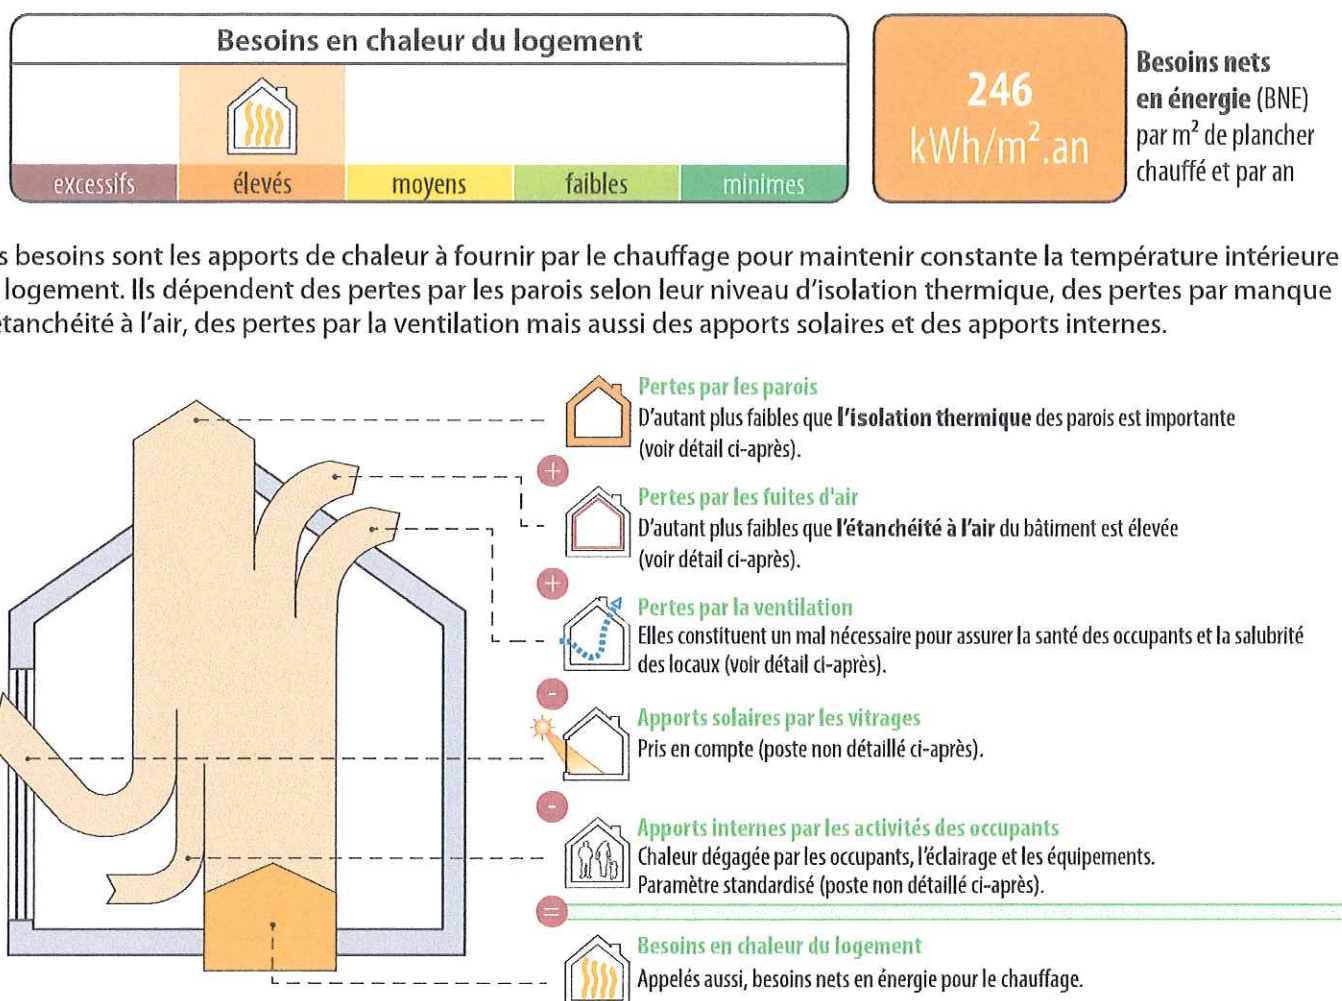 Besoins en chaleur du logement
excessifs
élevés
moyens
faibles
minimes
246
kWh/m².an
Besoins nets
en énergie (BNE)
par m² de plancher
chauffé et par an
s besoins sont les apports de chaleur à fournir par le chauffage pour maintenir constante la température intérieure
logement. Ils dépendent des pertes par les parois selon leur niveau d'isolation thermique, des pertes par manque
étanchéité à l'air, des pertes par la ventilation mais aussi des apports solaires et des apports internes.
Pertes par les parois
D'autant plus faibles que l'isolation thermique des parois est importante
(voir détail ci-après).
+
Pertes par les fuites d'air
D'autant plus faibles que l'étanchéité à l'air du bâtiment est élevée
(voir détail ci-après).
+
Pertes par la ventilation
Elles constituent un mal nécessaire pour assurer la santé des occupants et la salubrité
des locaux (voir détail ci-après).
-
Apports solaires par les vitrages
Pris en compte (poste non détaillé ci-après).
-
Apports internes par les activités des occupants
Chaleur dégagée par les occupants, l'éclairage et les équipements.
Paramètre standardisé (poste non détaillé ci-après).
=
Besoins en chaleur du logement
Appelés aussi, besoins nets en énergie pour le chauffage.